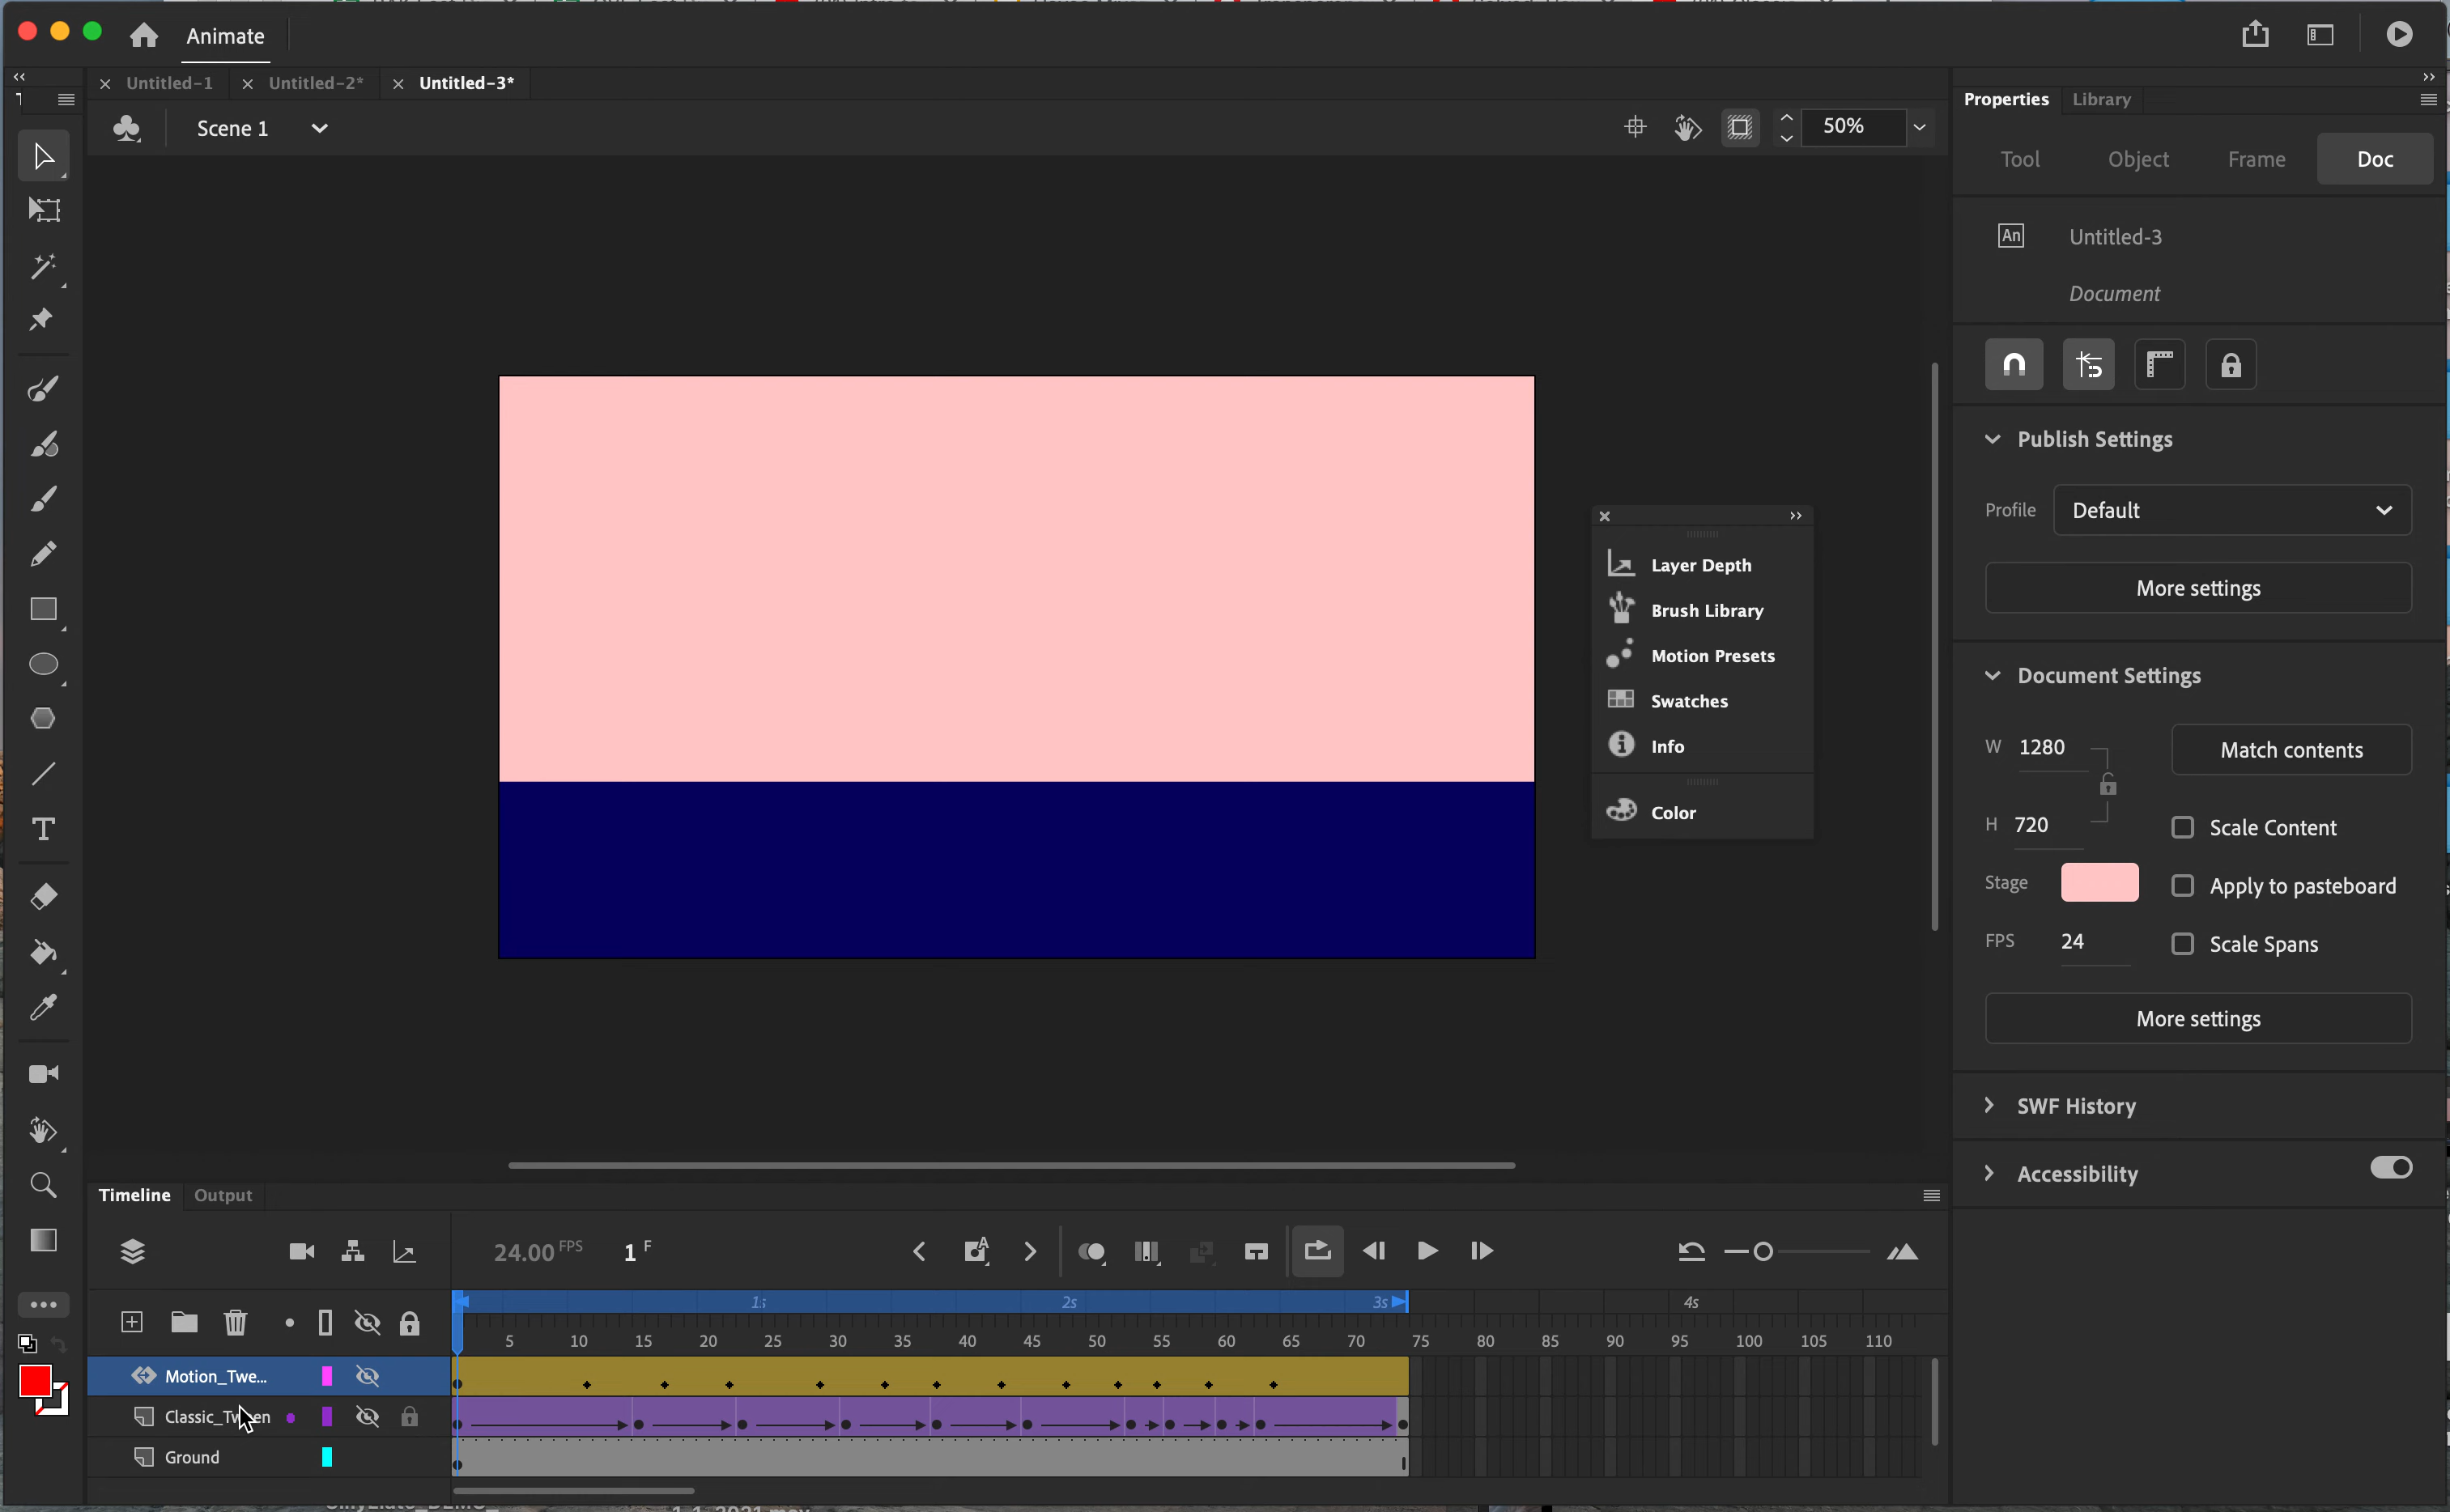 Animate
Untitled-1
Untitled-2*
Untitled-3*
Scene 1
50%
Properties
Library
Tool
Object
Frame
Doc
An
Untitled-3
Document
Publish Settings
Profile
Default
More settings
Layer Depth
Brush Library
Motion Presets
Swatches
Info
Color
Document Settings
W 1280
Match contents
H 720
Scale Content
Stage
Apply to pasteboard
FPS 24
Scale Spans
More settings
SWF History
Accessibility
Timeline
Output
24.00 FPS
1 F
1s 2s 3s 4s
5 10 15 20 25 30 35 40 45 50 55 60 65 70 75 80 85 90 95 100 105 110
Motion_Twe...
Classic_Tween
Ground